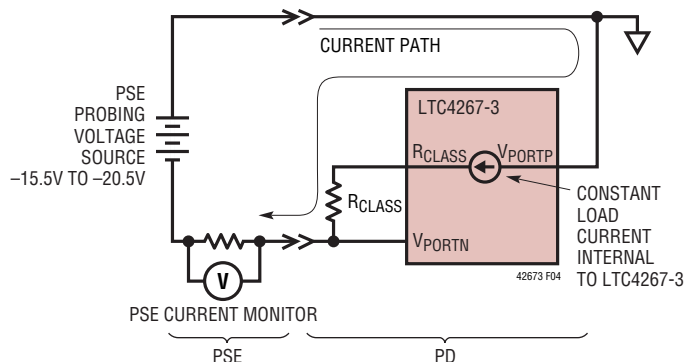 CURRENT PATH
PSE
PROBING
VOLTAGE
SOURCE
–15.5V TO –20.5V
LTC4267-3
RCLASS
VPORTP
RCLASS
VPORTN
CONSTANT
LOAD
CURRENT
INTERNAL
TO LTC4267-3
42673 F04
V
PSE CURRENT MONITOR
PSE
PD